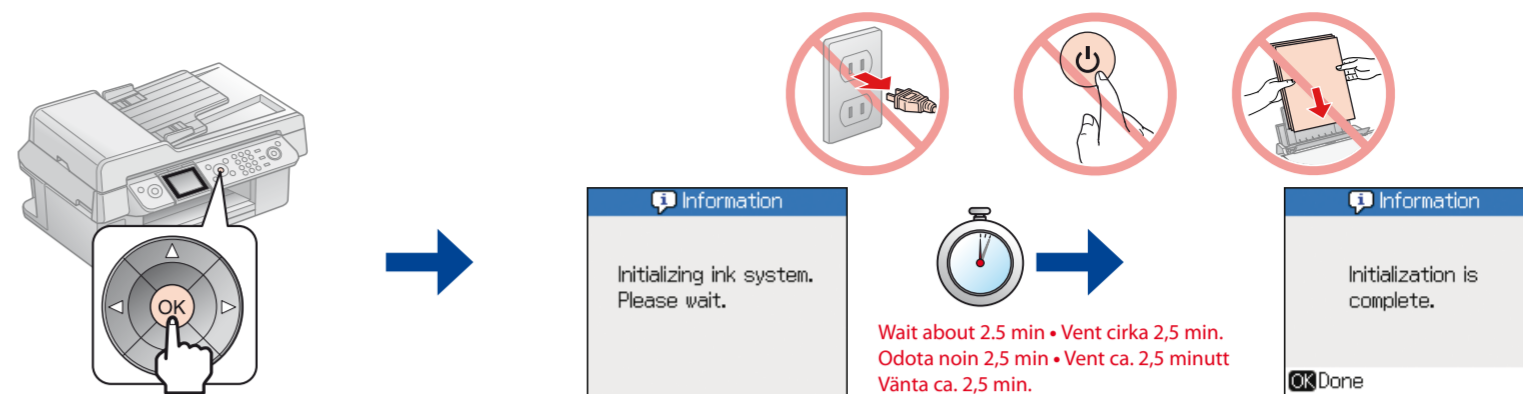 OK
Information
Initializing ink system.
Please wait.
Wait about 2.5 min • Vent cirka 2,5 min.
Odota noin 2,5 min • Vent ca. 2,5 minutt
Vänta ca. 2,5 min.
Information
Initialization is
complete.
OK Done